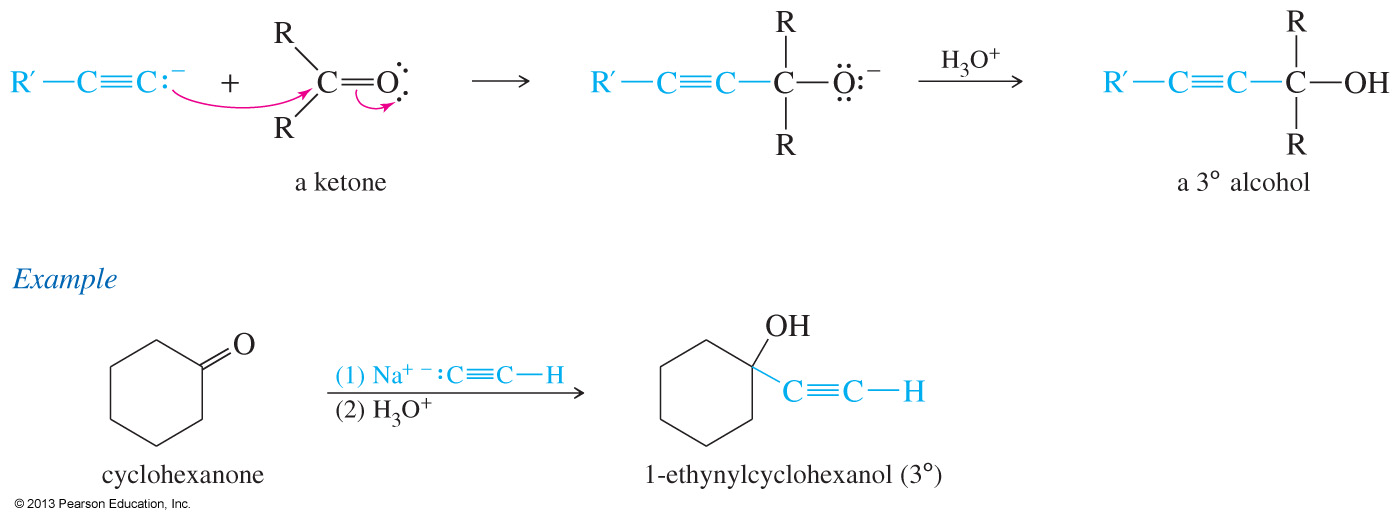 R′—C≡C:⁻ + R R C=O: ⟶ R′—C≡C—C(R)(R)—O:⁻ H₃O⁺ ⟶ R′—C≡C—C(R)(R)—OH
a ketone a 3° alcohol
Example
O OH
(1) Na⁺ ⁻:C≡C—H C≡C—H
(2) H₃O⁺
cyclohexanone 1-ethynylcyclohexanol (3°)
© 2013 Pearson Education, Inc.